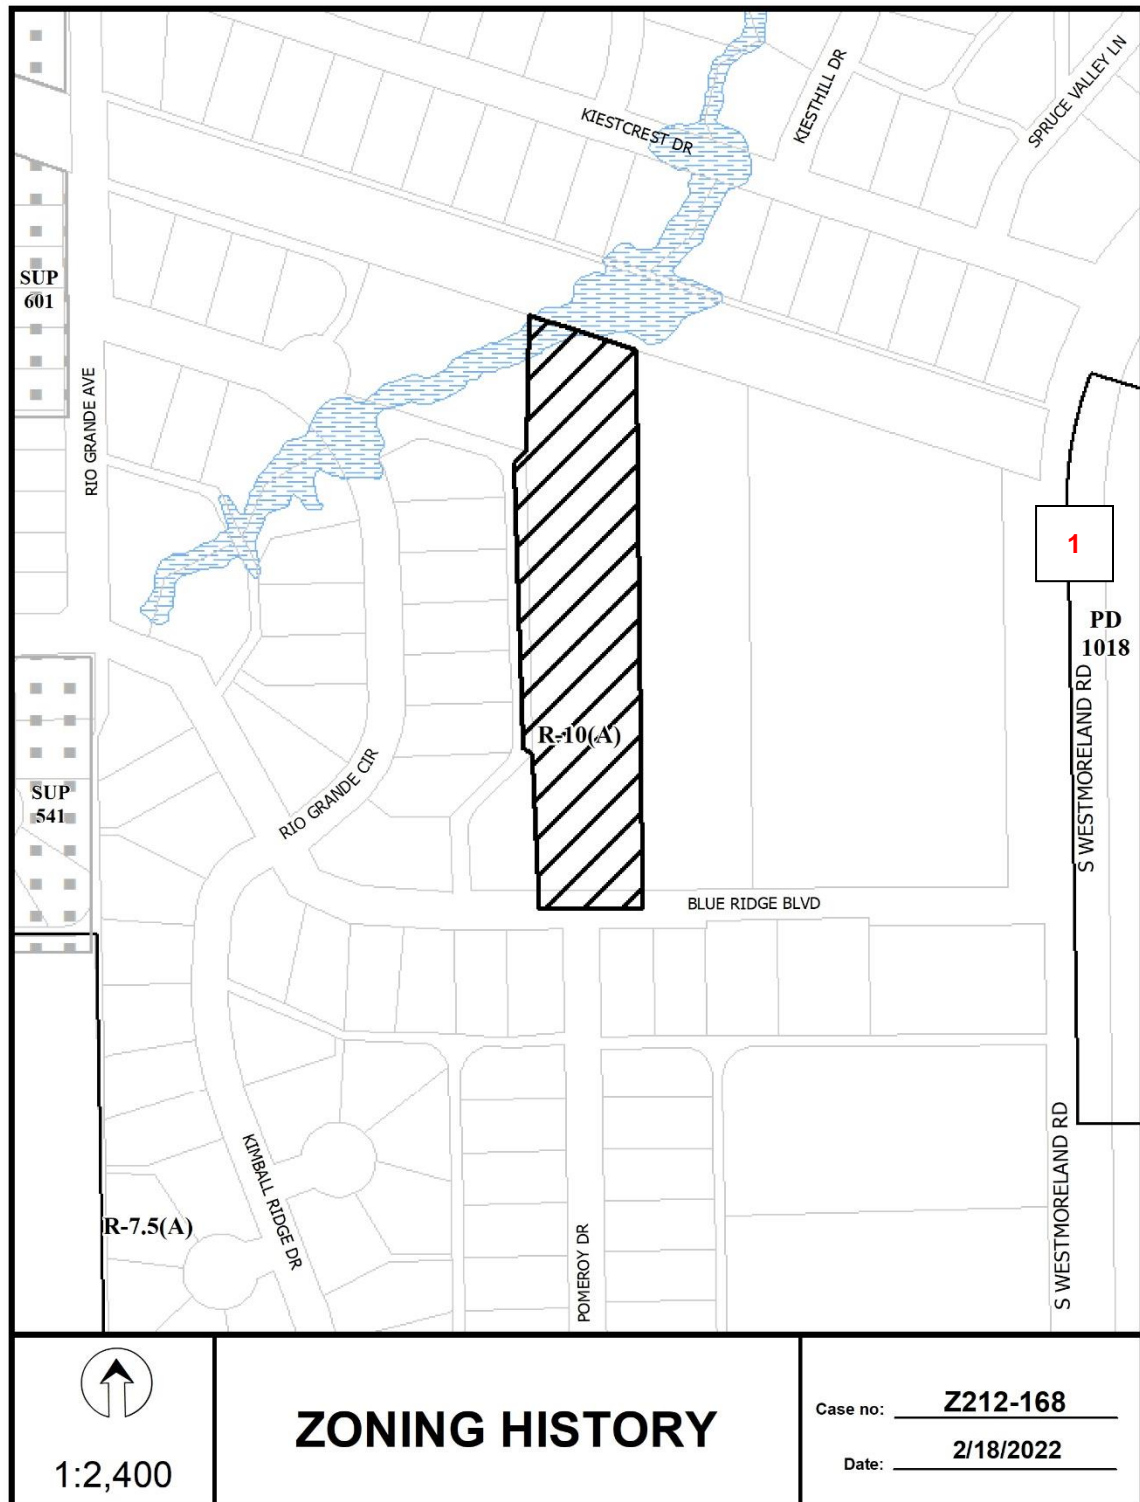 KIESTCREST DR
KIESTHILL DR
SPRUCE VALLEY LN
SUP
601
RIO GRANDE AVE
1
PD
1018
S WESTMORELAND RD
R-10(A)
RIO GRANDE CIR
SUP
541
BLUE RIDGE BLVD
KIMBALL RIDGE DR
R-7.5(A)
POMEROY DR
S WESTMORELAND RD
1:2,400
ZONING HISTORY
Case no: Z212-168
Date: 2/18/2022